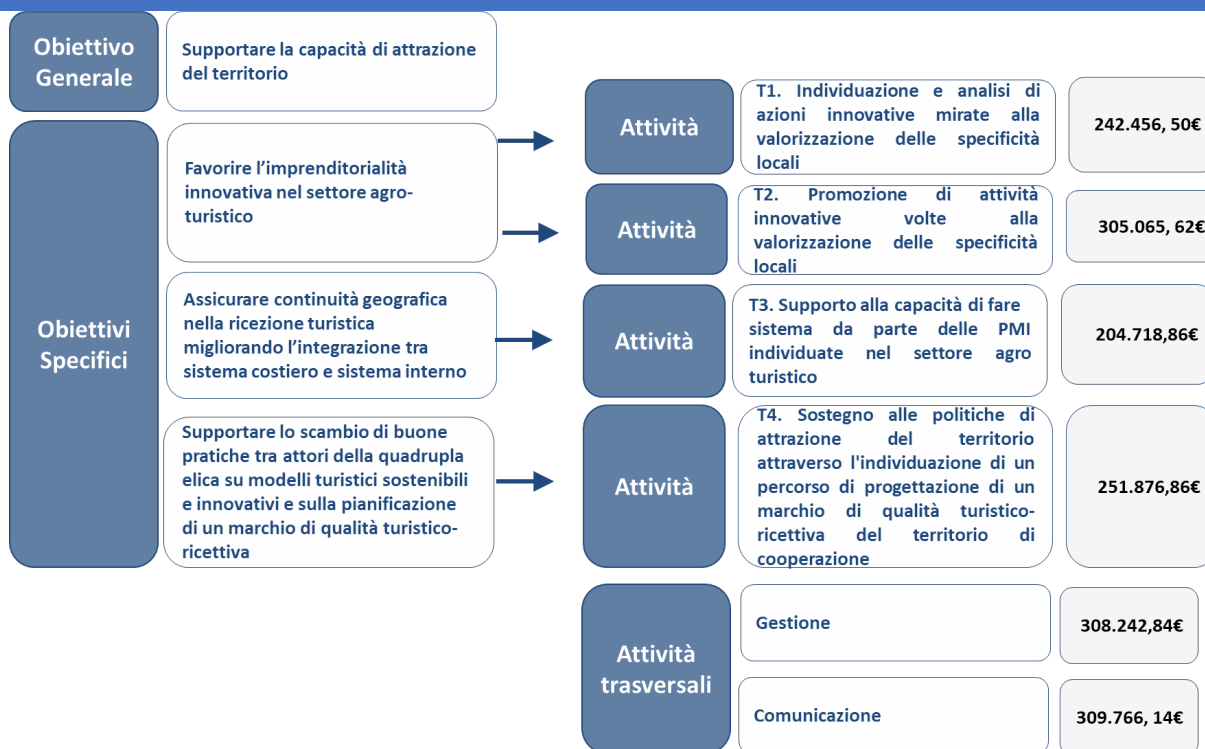 Obiettivo
Generale
Supportare la capacità di attrazione
del territorio
Obiettivi
Specifici
Favorire l'imprenditorialità
innovativa nel settore agro-
turistico
Assicurare continuità geografica
nella ricezione turistica
migliorando l'integrazione tra
sistema costiero e sistema interno
Supportare lo scambio di buone
pratiche tra attori della quadrupla
elica su modelli turistici sostenibili
e innovativi e sulla pianificazione
di un marchio di qualità turistico-
ricettiva
Attività
T1. Individuazione e analisi di
azioni innovative mirate alla
valorizzazione delle specificità
locali
242.456, 50€
Attività
T2. Promozione di attività
innovative volte alla
valorizzazione delle specificità
locali
305.065, 62€
Attività
T3. Supporto alla capacità di fare
sistema da parte delle PMI
individuate nel settore agro
turistico
204.718,86€
Attività
T4. Sostegno alle politiche di
attrazione del territorio
attraverso l'individuazione di un
percorso di progettazione di un
marchio di qualità turistico-
ricettiva del territorio di
cooperazione
251.876,86€
Attività
trasversali
Gestione
308.242,84€
Comunicazione
309.766, 14€